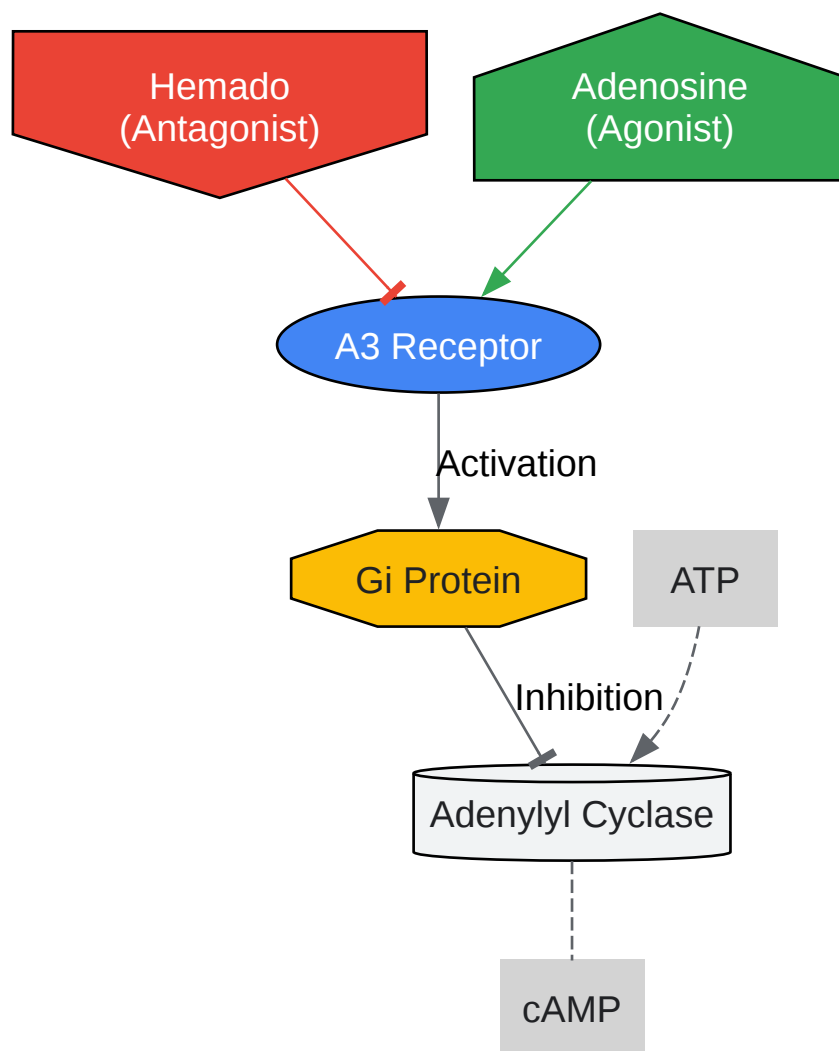 Hemado
(Antagonist)
Adenosine
(Agonist)
A3 Receptor
Activation
Gi Protein
ATP
Inhibition
Adenylyl Cyclase
cAMP